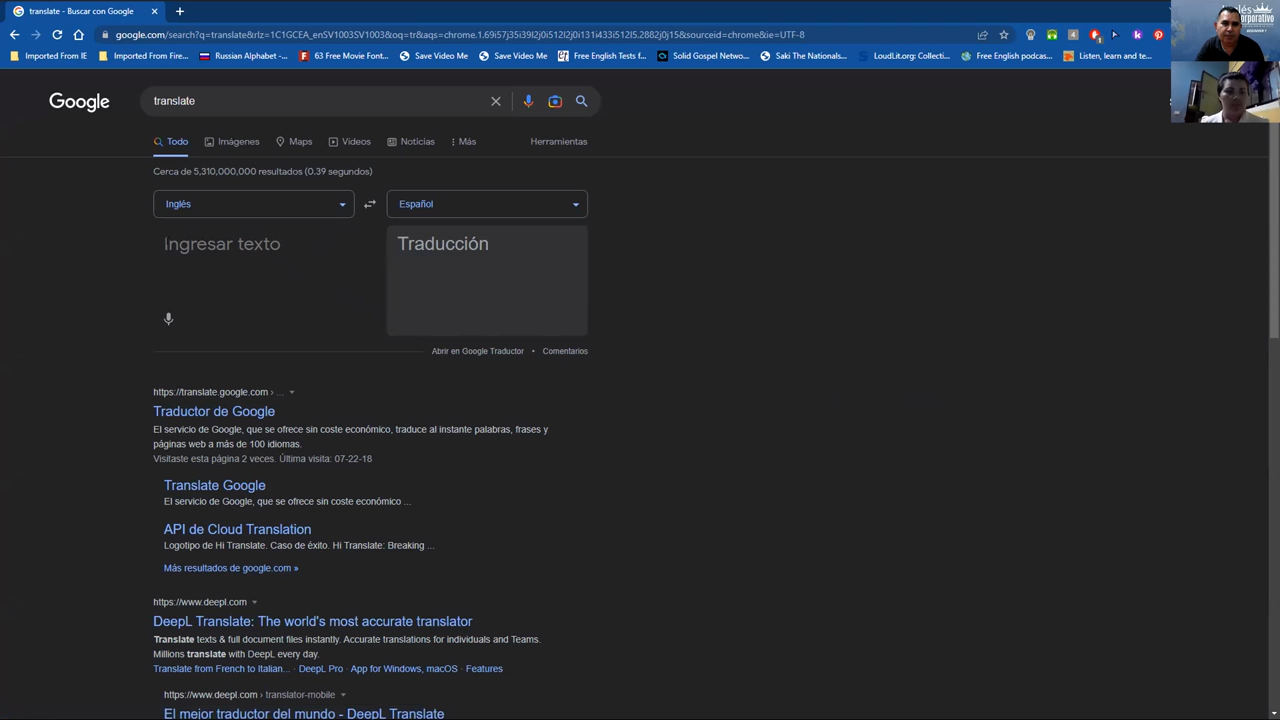 translate - Buscar con Google
google.com/search?q=translate&rlz=1C1GCEA_enSV1003SV1003&oq=tr&aqs=chrome.1.69i57j35i39l2j0i512l2j0i131i433i512l5.2882j0j15&sourceid=chrome&ie=UTF-8
Imported From IE
Imported From Fire...
Russian Alphabet -...
63 Free Movie Font...
Save Video Me
Save Video Me
Free English Tests f...
Solid Gospel Netwo...
Saki The Nationals...
LoudLit.org: Collecti...
Free English podcas...
Listen, learn and te...
BEGINNER 1
Google
translate
Todo
Imágenes
Maps
Vídeos
Noticias
Más
Herramientas
Cerca de 5,310,000,000 resultados (0.39 segundos)
Inglés
Español
Ingresar texto
Traducción
Abrir en Google Traductor • Comentarios
https://translate.google.com › ...
Traductor de Google
El servicio de Google, que se ofrece sin coste económico, traduce al instante palabras, frases y
páginas web a más de 100 idiomas.
Visitaste esta página 2 veces. Última visita: 07-22-18
Translate Google
El servicio de Google, que se ofrece sin coste económico ...
API de Cloud Translation
Logotipo de Hi Translate. Caso de éxito. Hi Translate: Breaking ...
Más resultados de google.com »
https://www.deepl.com
DeepL Translate: The world's most accurate translator
Translate texts & full document files instantly. Accurate translations for individuals and Teams.
Millions translate with DeepL every day.
Translate from French to Italian... · DeepL Pro · App for Windows, macOS · Features
https://www.deepl.com › translator-mobile
El mejor traductor del mundo - DeepL Translate